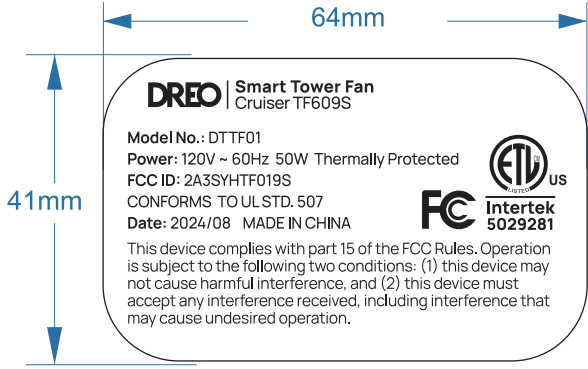 64mm
41mm
DREO
Smart Tower Fan
Cruiser TF609S
Model No.: DTTF01
Power: 120V ~ 60Hz 50W Thermally Protected
FCC ID: 2A3SYHTF019S
CONFORMS TO UL STD. 507
Date: 2024/08 MADE IN CHINA
FC
ETL
CM
LISTED
US
Intertek
5029281
This device complies with part 15 of the FCC Rules. Operation
is subject to the following two conditions: (1) this device may
not cause harmful interference, and (2) this device must
accept any interference received, including interference that
may cause undesired operation.